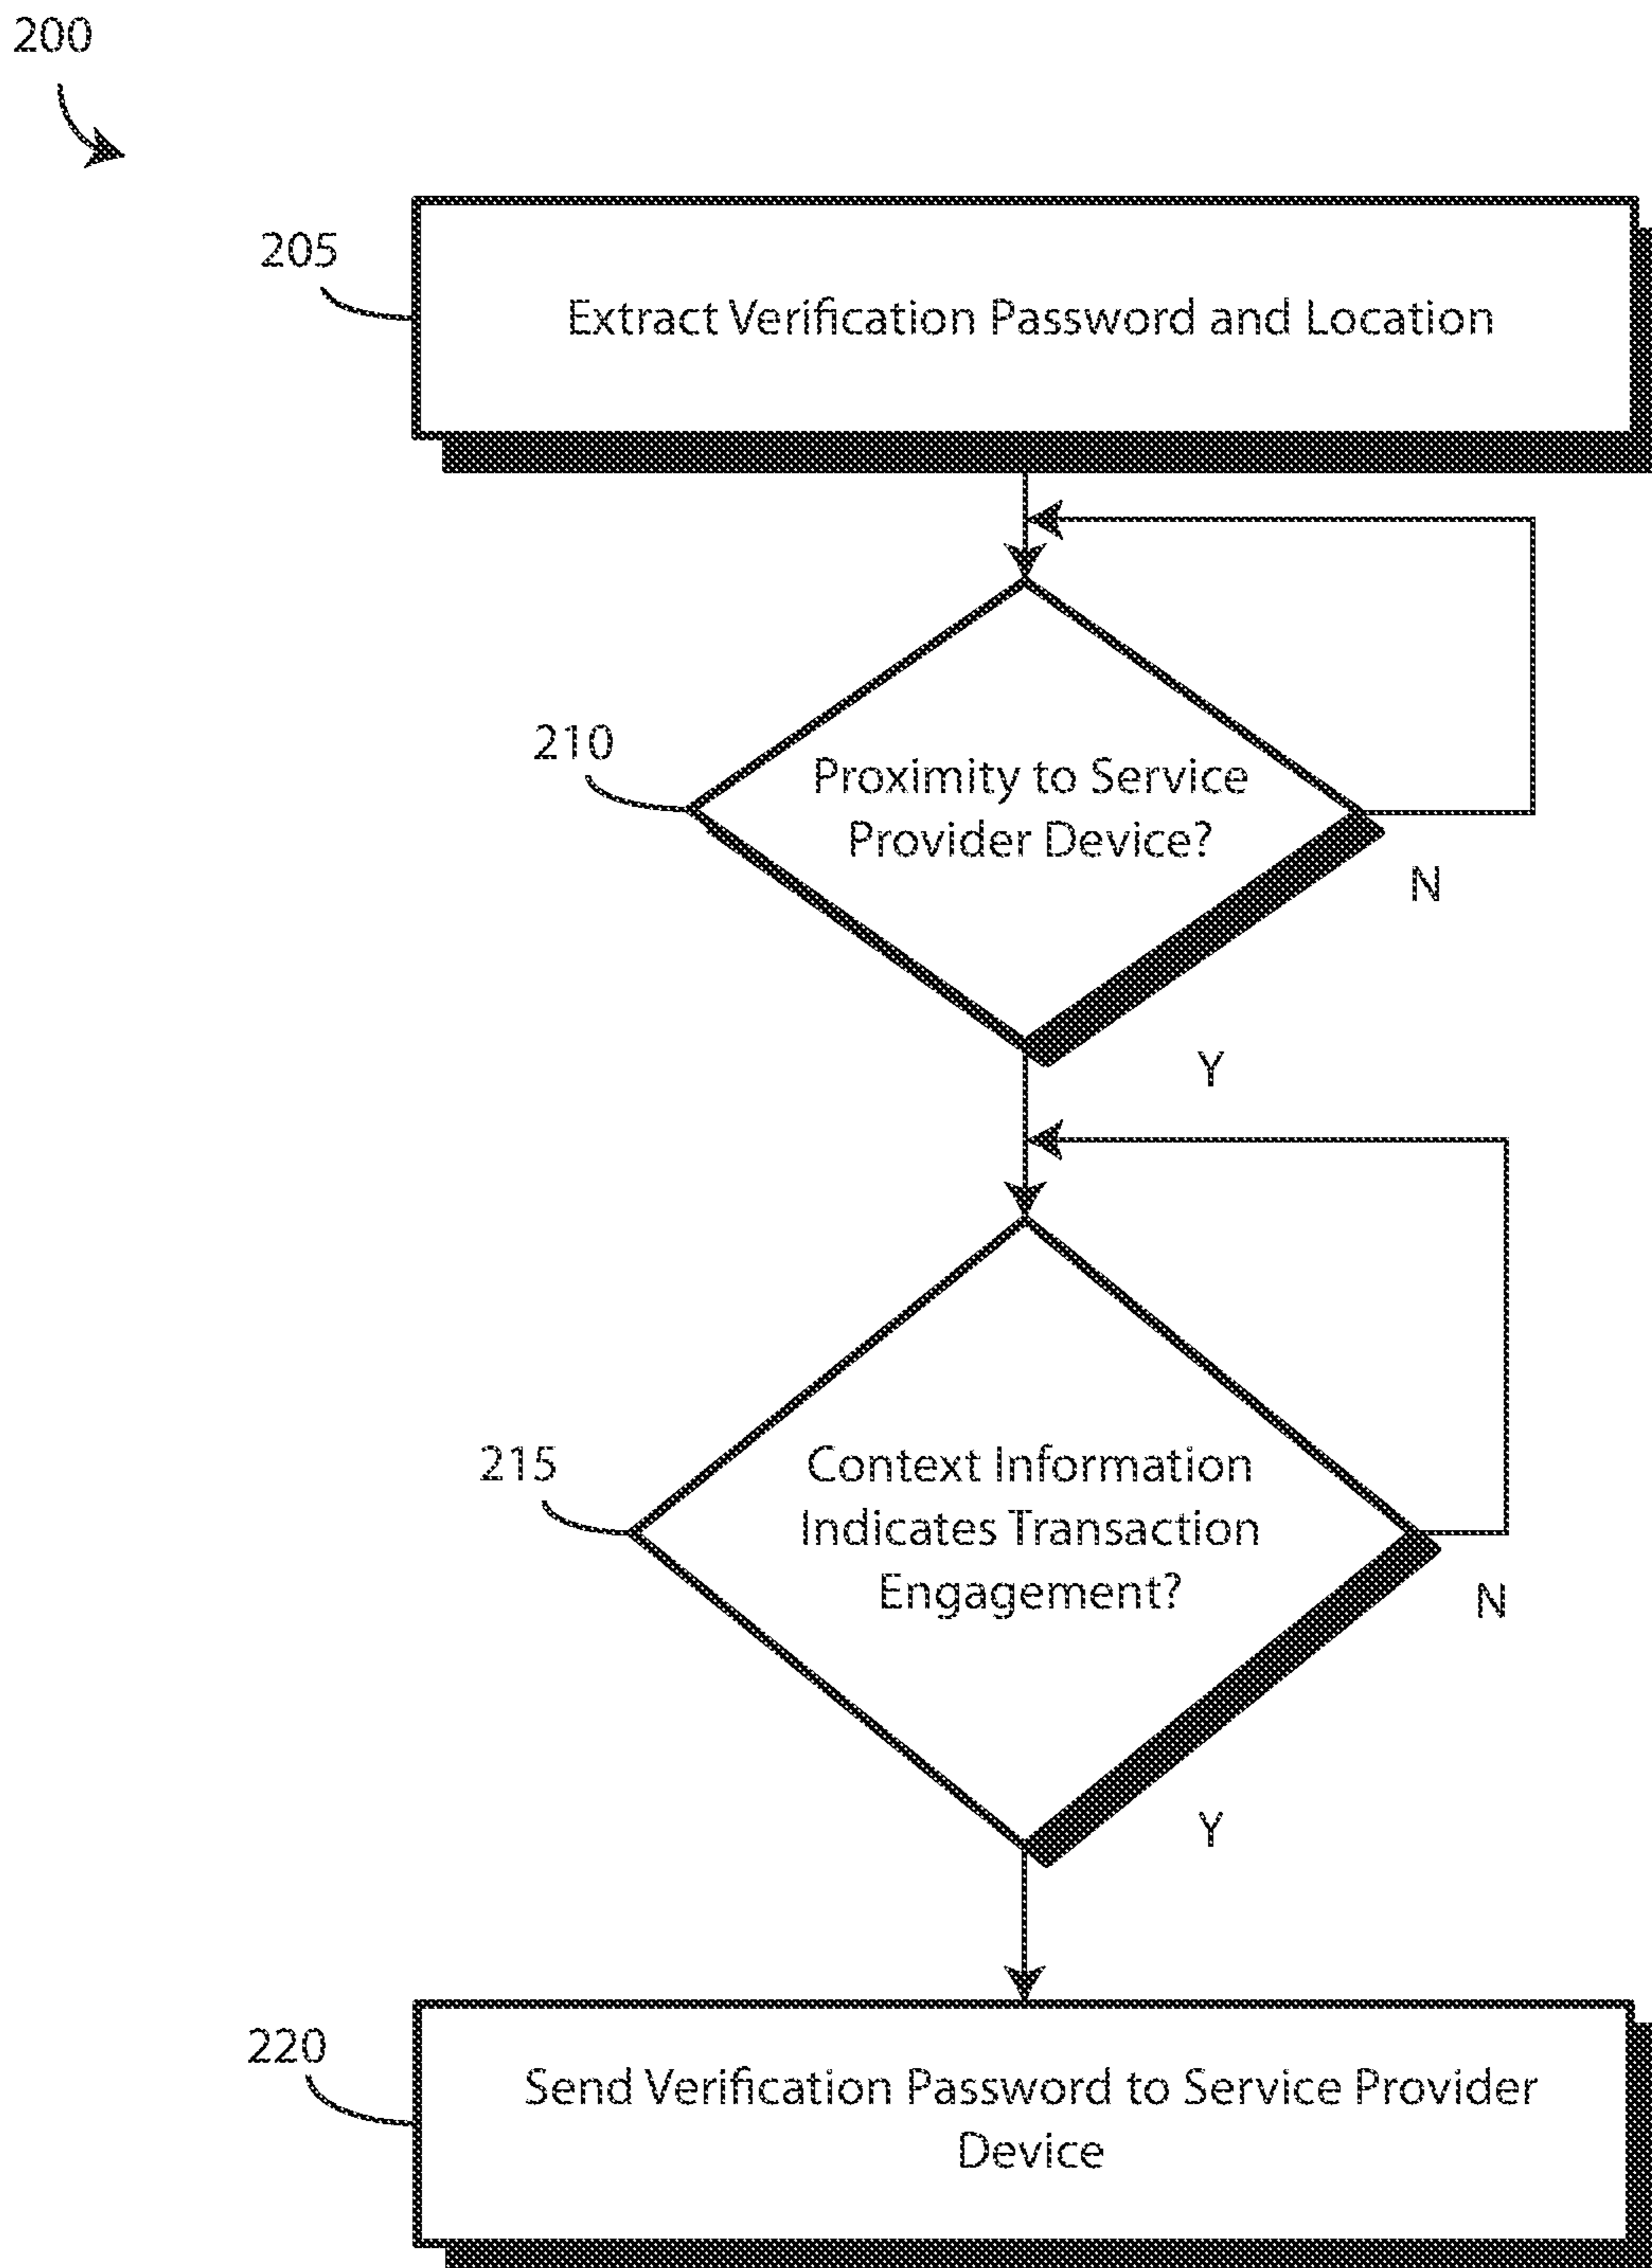 200
205
Extract Verification Password and Location
210
Proximity to Service
Provider Device?
N
Y
215
Context Information
Indicates Transaction
Engagement?
N
Y
220
Send Verification Password to Service Provider
Device